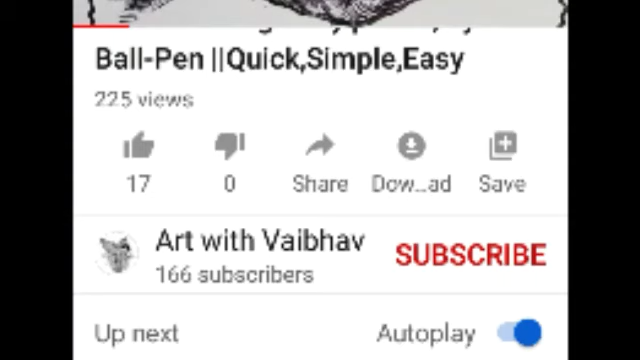 Ball-Pen ||Quick,Simple,Easy
225 views
17 0 Share Dow...ad Save
Art with Vaibhav
SUBSCRIBE
166 subscribers
Up next Autoplay